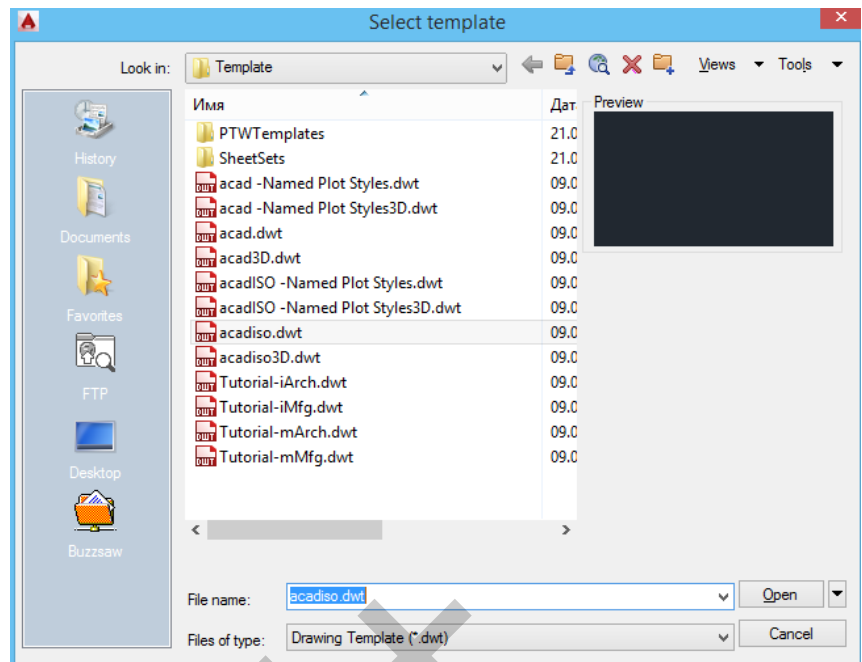 Select template
Look in: Template Views Tools
Имя Дат
Preview
PTWTemplates 21.0
SheetSets 21.0
acad -Named Plot Styles.dwt 09.0
acad -Named Plot Styles3D.dwt 09.0
acad.dwt 09.0
acad3D.dwt 09.0
acadISO -Named Plot Styles.dwt 09.0
acadISO -Named Plot Styles3D.dwt 09.0
acadiso.dwt 09.0
acadiso3D.dwt 09.0
Tutorial-iArch.dwt 09.0
Tutorial-iMfg.dwt 09.0
Tutorial-mArch.dwt 09.0
Tutorial-mMfg.dwt 09.0
History
Documents
Favorites
FTP
Desktop
Buzzsaw
File name: acadiso.dwt Open
Files of type: Drawing Template (*.dwt) Cancel